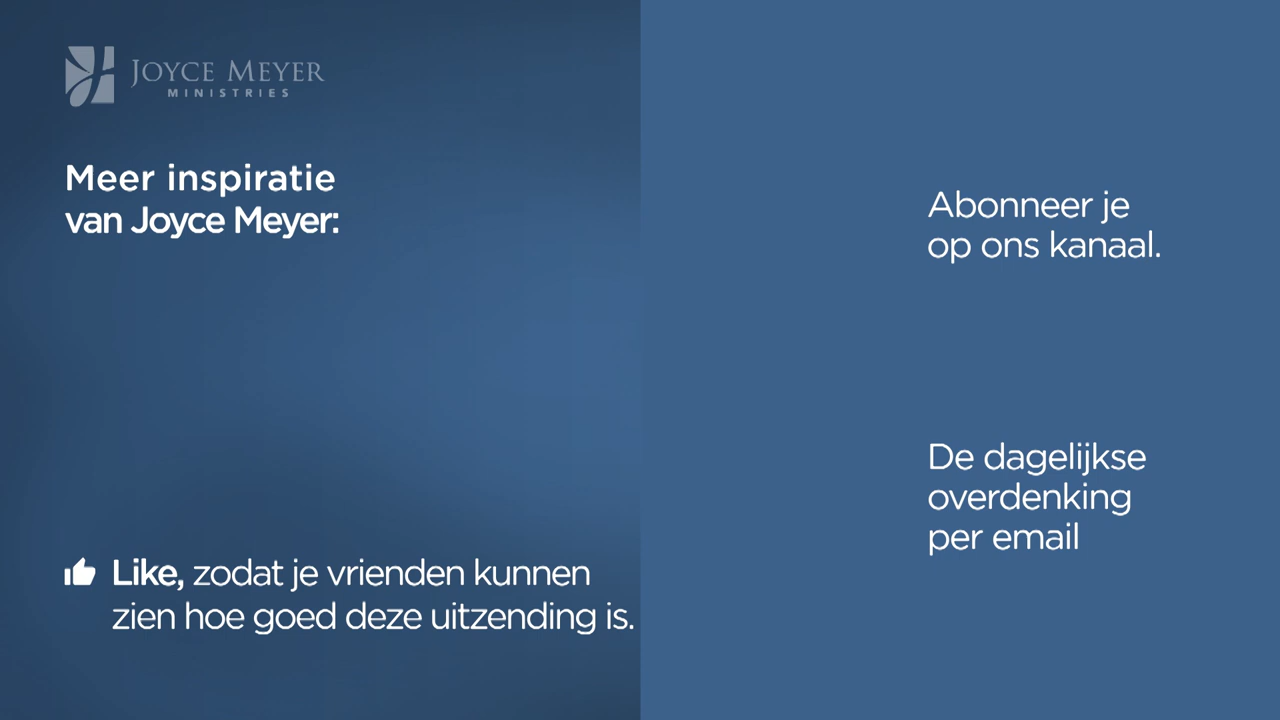 JOYCE MEYER
MINISTRIES
Meer inspiratie
van Joyce Meyer:
Abonneer je
op ons kanaal.
De dagelijkse
overdenking
per email
Like, zodat je vrienden kunnen
zien hoe goed deze uitzending is.